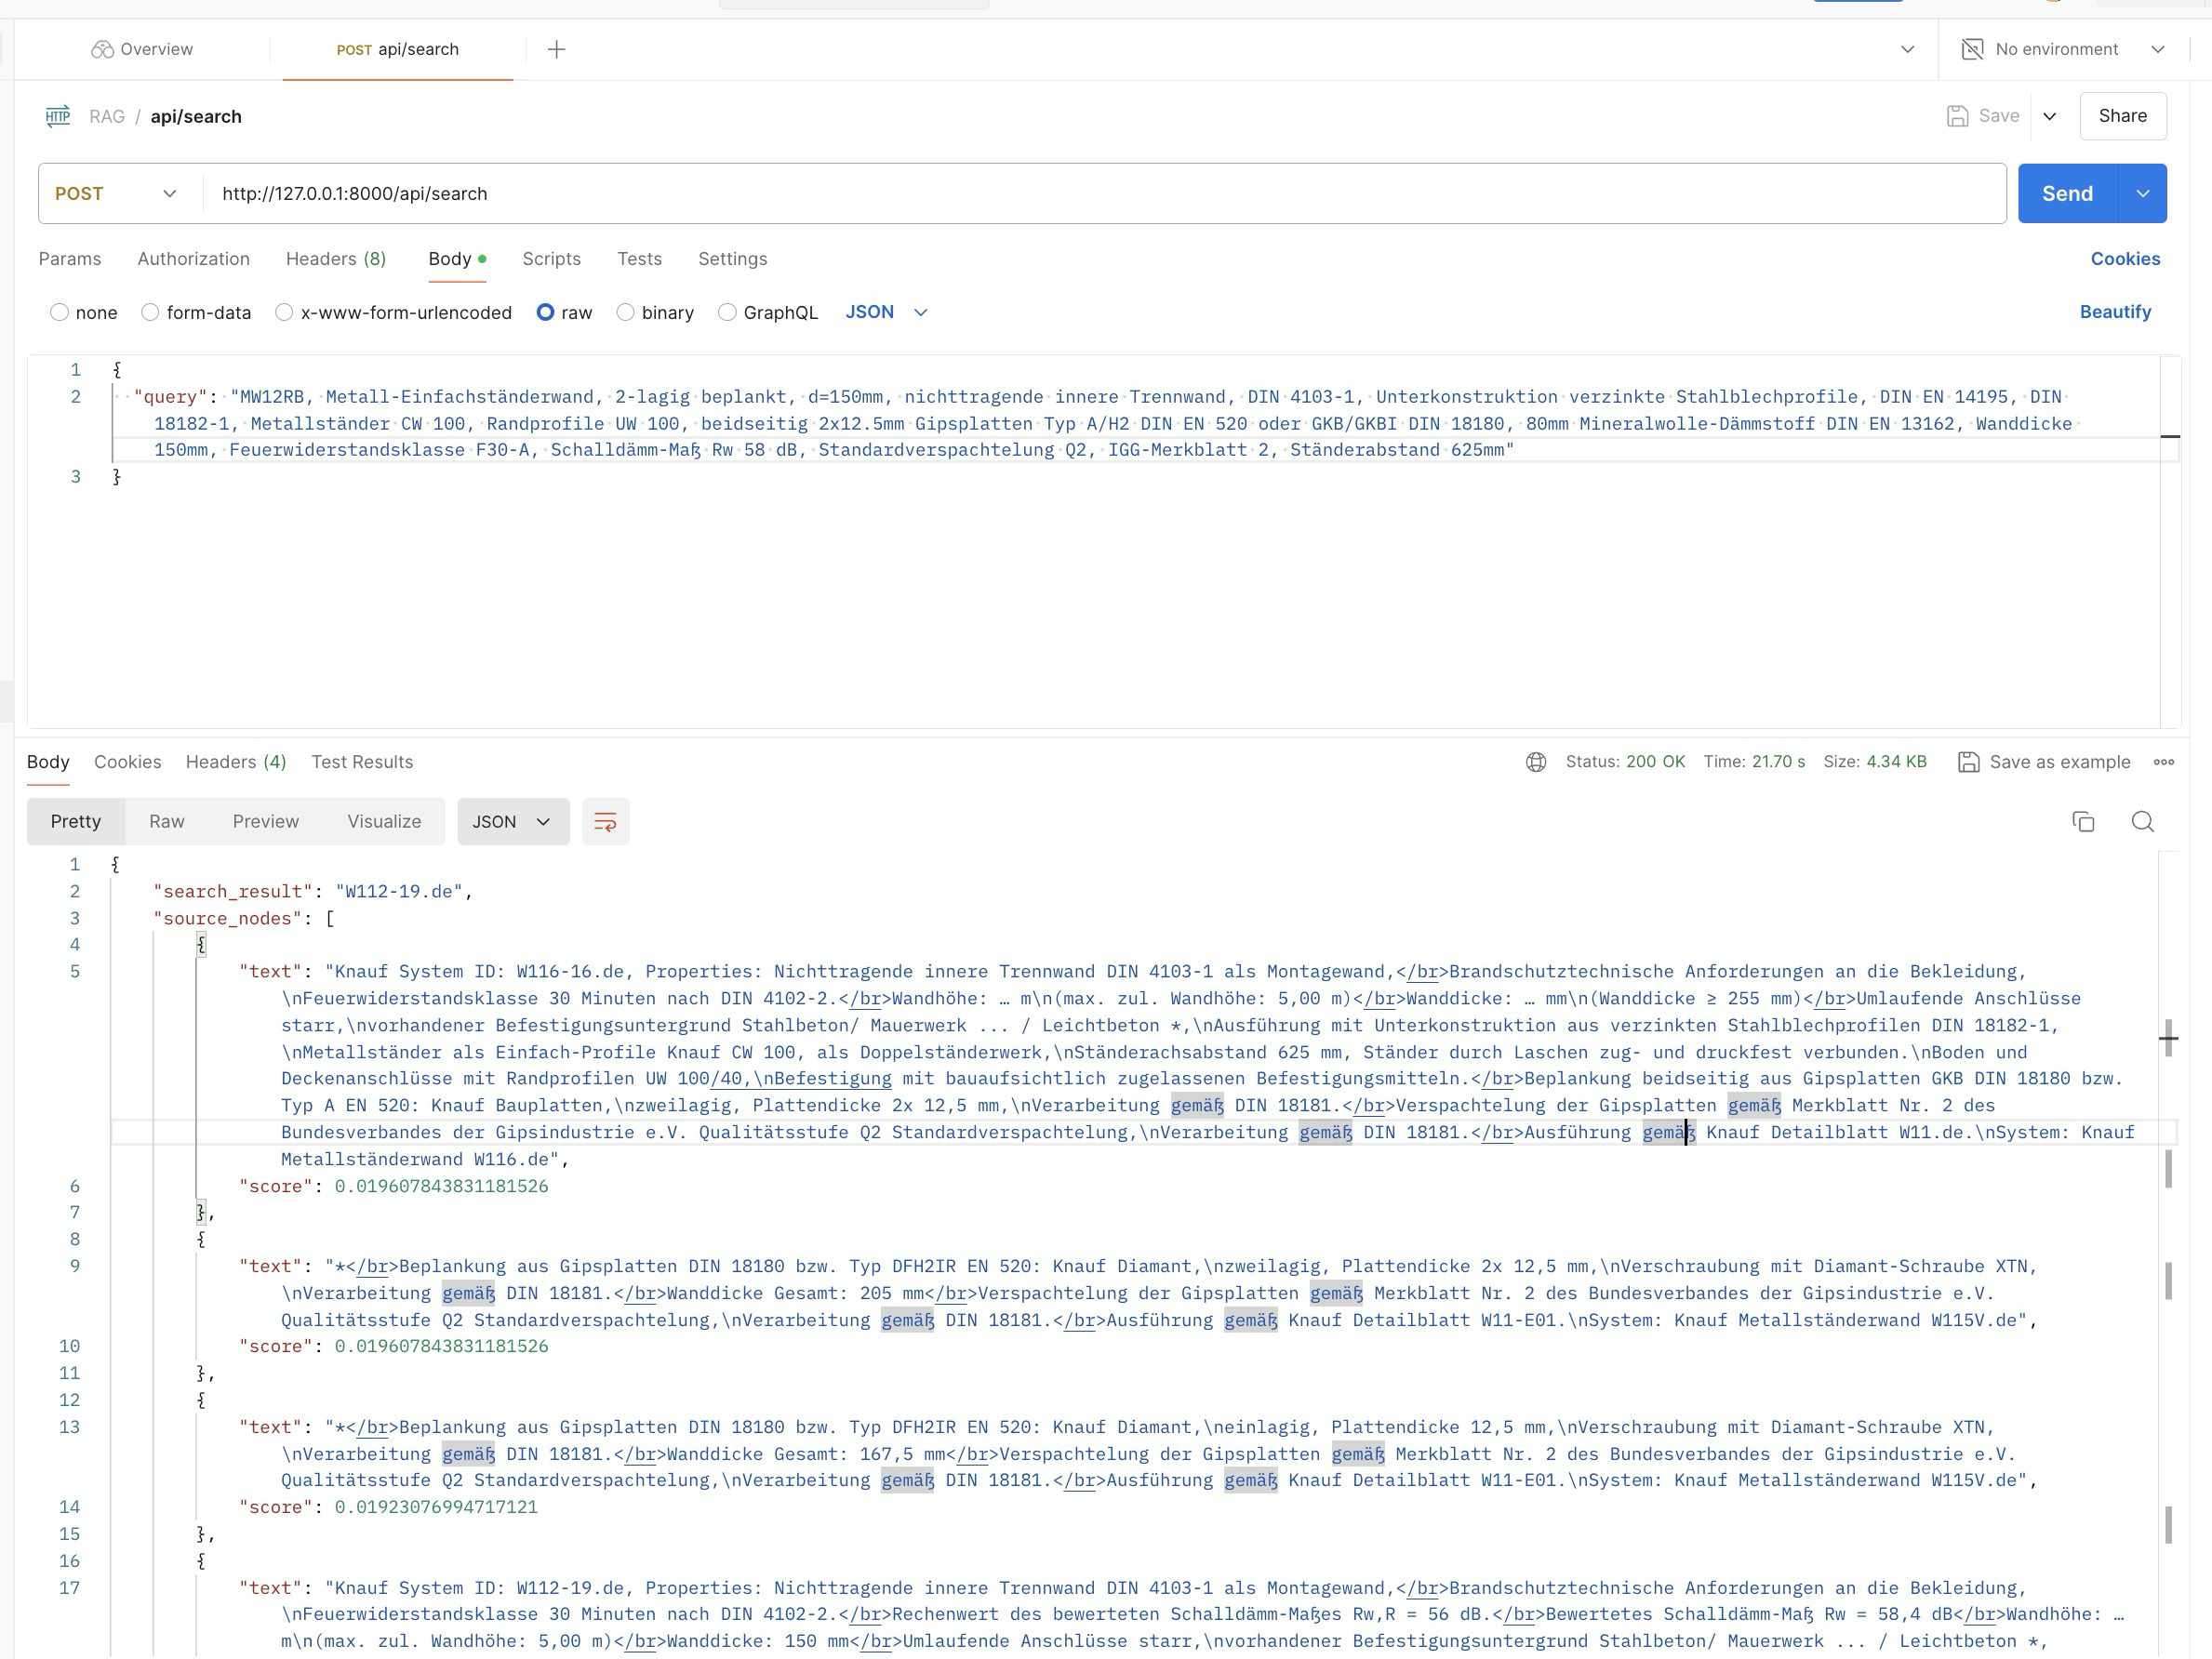 Overview
POST api/search
No environment
HTTP RAG / api/search
Save
Share
POST
http://127.0.0.1:8000/api/search
Send
Params Authorization Headers (8) Body Scripts Tests Settings
Cookies
none form-data x-www-form-urlencoded raw binary GraphQL JSON
Beautify
1 {
2 "query": "MW12RB, Metall-Einfachständerwand, 2-lagig beplankt, d=150mm, nichttragende innere Trennwand, DIN 4103-1, Unterkonstruktion verzinkte Stahlblechprofile, DIN EN 14195, DIN
18182-1, Metallständer CW 100, Randprofile UW 100, beidseitig 2x12.5mm Gipsplatten Typ A/H2 DIN EN 520 oder GKB/GKBI DIN 18180, 80mm Mineralwolle-Dämmstoff DIN EN 13162, Wanddicke
150mm, Feuerwiderstandsklasse F30-A, Schalldämm-Maß Rw 58 dB, Standardverspachtelung Q2, IGG-Merkblatt 2, Ständerabstand 625mm"
3 }
Body Cookies Headers (4) Test Results
Status: 200 OK Time: 21.70 s Size: 4.34 KB
Save as example
Pretty Raw Preview Visualize JSON
1 {
2 "search_result": "W112-19.de",
3 "source_nodes": [
4 {
5 "text": "Knauf System ID: W116-16.de, Properties: Nichttragende innere Trennwand DIN 4103-1 als Montagewand,</br>Brandschutztechnische Anforderungen an die Bekleidung,
\nFeuerwiderstandsklasse 30 Minuten nach DIN 4102-2.</br>Wandhöhe: … m\n(max. zul. Wandhöhe: 5,00 m)</br>Wanddicke: … mm\n(Wanddicke ≥ 255 mm)</br>Umlaufende Anschlüsse
starr,\nvorhandener Befestigungsuntergrund Stahlbeton/ Mauerwerk ... / Leichtbeton *,\nAusführung mit Unterkonstruktion aus verzinkten Stahlblechprofilen DIN 18182-1,
\nMetallständer als Einfach-Profile Knauf CW 100, als Doppelständerwerk,\nStänderachsabstand 625 mm, Ständer durch Laschen zug- und druckfest verbunden.\nBoden und
Deckenanschlüsse mit Randprofilen UW 100/40,\nBefestigung mit bauaufsichtlich zugelassenen Befestigungsmitteln.</br>Beplankung beidseitig aus Gipsplatten GKB DIN 18180 bzw.
Typ A EN 520: Knauf Bauplatten,\nzweilagig, Plattendicke 2x 12,5 mm,\nVerarbeitung gemäß DIN 18181.</br>Verspachtelung der Gipsplatten gemäß Merkblatt Nr. 2 des
Bundesverbandes der Gipsindustrie e.V. Qualitätsstufe Q2 Standardverspachtelung,\nVerarbeitung gemäß DIN 18181.</br>Ausführung gemäß Knauf Detailblatt W11.de.\nSystem: Knauf
Metallständerwand W116.de",
6 "score": 0.019607843831181526
7 },
8 {
9 "text": "*</br>Beplankung aus Gipsplatten DIN 18180 bzw. Typ DFH2IR EN 520: Knauf Diamant,\nzweilagig, Plattendicke 2x 12,5 mm,\nVerschraubung mit Diamant-Schraube XTN,
\nVerarbeitung gemäß DIN 18181.</br>Wanddicke Gesamt: 205 mm</br>Verspachtelung der Gipsplatten gemäß Merkblatt Nr. 2 des Bundesverbandes der Gipsindustrie e.V.
Qualitätsstufe Q2 Standardverspachtelung,\nVerarbeitung gemäß DIN 18181.</br>Ausführung gemäß Knauf Detailblatt W11-E01.\nSystem: Knauf Metallständerwand W115V.de",
10 "score": 0.019607843831181526
11 },
12 {
13 "text": "*</br>Beplankung aus Gipsplatten DIN 18180 bzw. Typ DFH2IR EN 520: Knauf Diamant,\neinlagig, Plattendicke 12,5 mm,\nVerschraubung mit Diamant-Schraube XTN,
\nVerarbeitung gemäß DIN 18181.</br>Wanddicke Gesamt: 167,5 mm</br>Verspachtelung der Gipsplatten gemäß Merkblatt Nr. 2 des Bundesverbandes der Gipsindustrie e.V.
Qualitätsstufe Q2 Standardverspachtelung,\nVerarbeitung gemäß DIN 18181.</br>Ausführung gemäß Knauf Detailblatt W11-E01.\nSystem: Knauf Metallständerwand W115V.de",
14 "score": 0.01923076994717121
15 },
16 {
17 "text": "Knauf System ID: W112-19.de, Properties: Nichttragende innere Trennwand DIN 4103-1 als Montagewand,</br>Brandschutztechnische Anforderungen an die Bekleidung,
\nFeuerwiderstandsklasse 30 Minuten nach DIN 4102-2.</br>Rechenwert des bewerteten Schalldämm-Maßes Rw,R = 56 dB.</br>Bewertetes Schalldämm-Maß Rw = 58,4 dB</br>Wandhöhe: …
m\n(max. zul. Wandhöhe: 5,00 m)</br>Wanddicke: 150 mm</br>Umlaufende Anschlüsse starr,\nvorhandener Befestigungsuntergrund Stahlbeton/ Mauerwerk ... / Leichtbeton *,